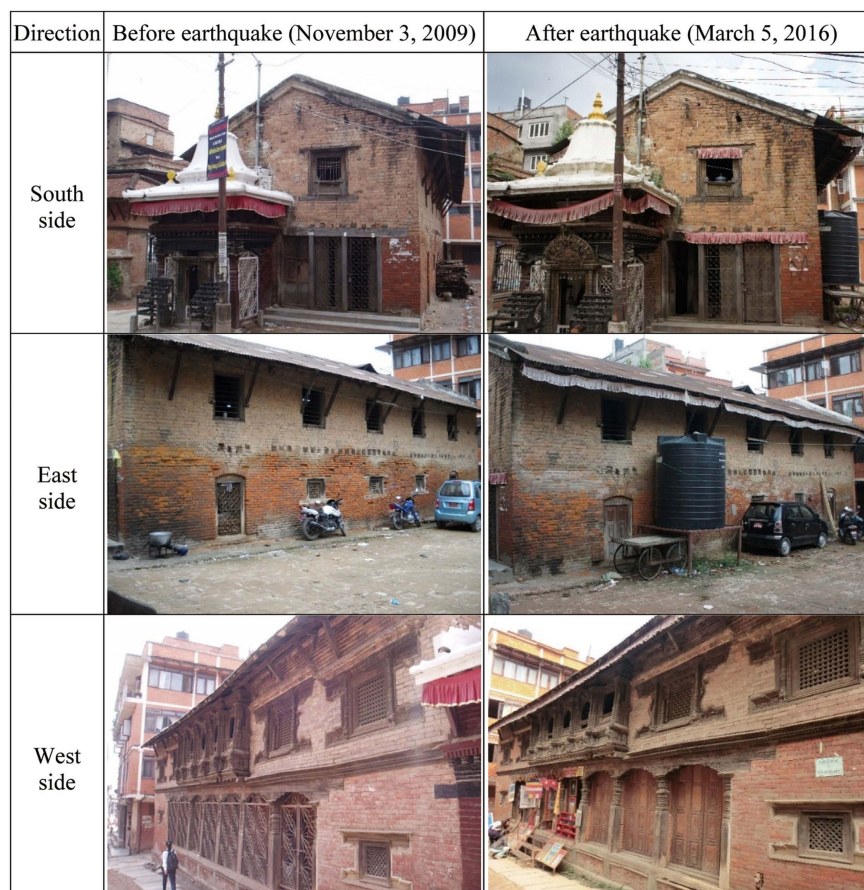 Direction
Before earthquake (November 3, 2009)
After earthquake (March 5, 2016)
South
side
East
side
West
side